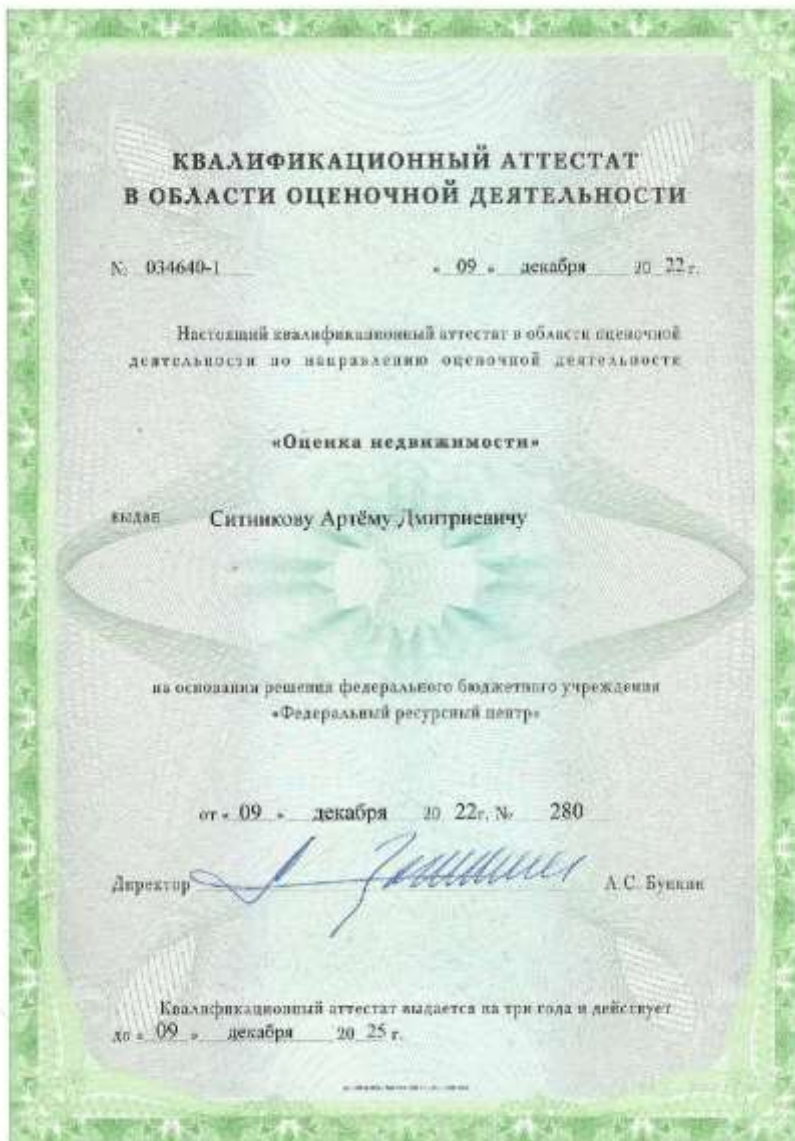 КВАЛИФИКАЦИОННЫЙ АТТЕСТАТ
В ОБЛАСТИ ОЦЕНОЧНОЙ ДЕЯТЕЛЬНОСТИ
№ 034640-1 « 09 » декабря 20 22 г.
Настоящий квалификационный аттестат в области оценочной
деятельности по направлению оценочной деятельности
«Оценка недвижимости»
выдан Ситникову Артёму Дмитриевичу
на основании решения федерального бюджетного учреждения
«Федеральный ресурсный центр»
от « 09 » декабря 20 22 г. № 280
Директор А.С. Бункин
Квалификационный аттестат выдается на три года и действует
до « 09 » декабря 20 25 г.